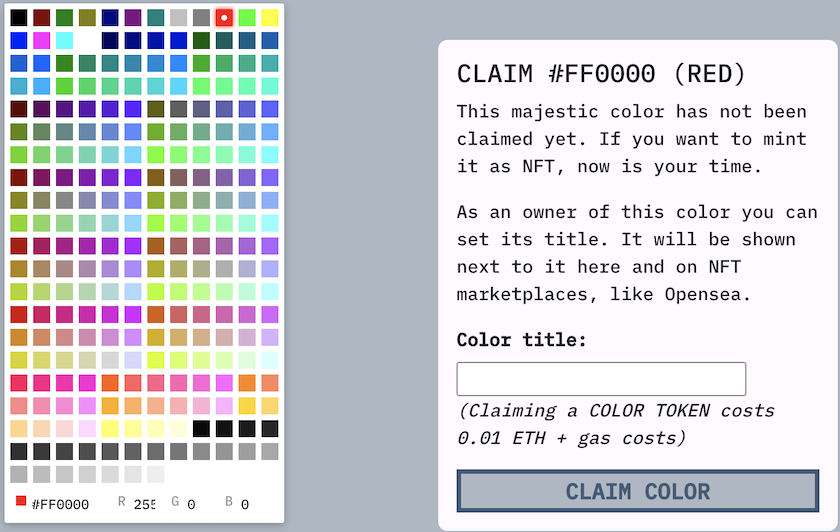 CLAIM #FF0000 (RED)
This majestic color has not been
claimed yet. If you want to mint
it as NFT, now is your time.
As an owner of this color you can
set its title. It will be shown
next to it here and on NFT
marketplaces, like Opensea.
Color title:
(Claiming a COLOR TOKEN costs
0.01 ETH + gas costs)
CLAIM COLOR
#FF0000 R 255 G 0 B 0